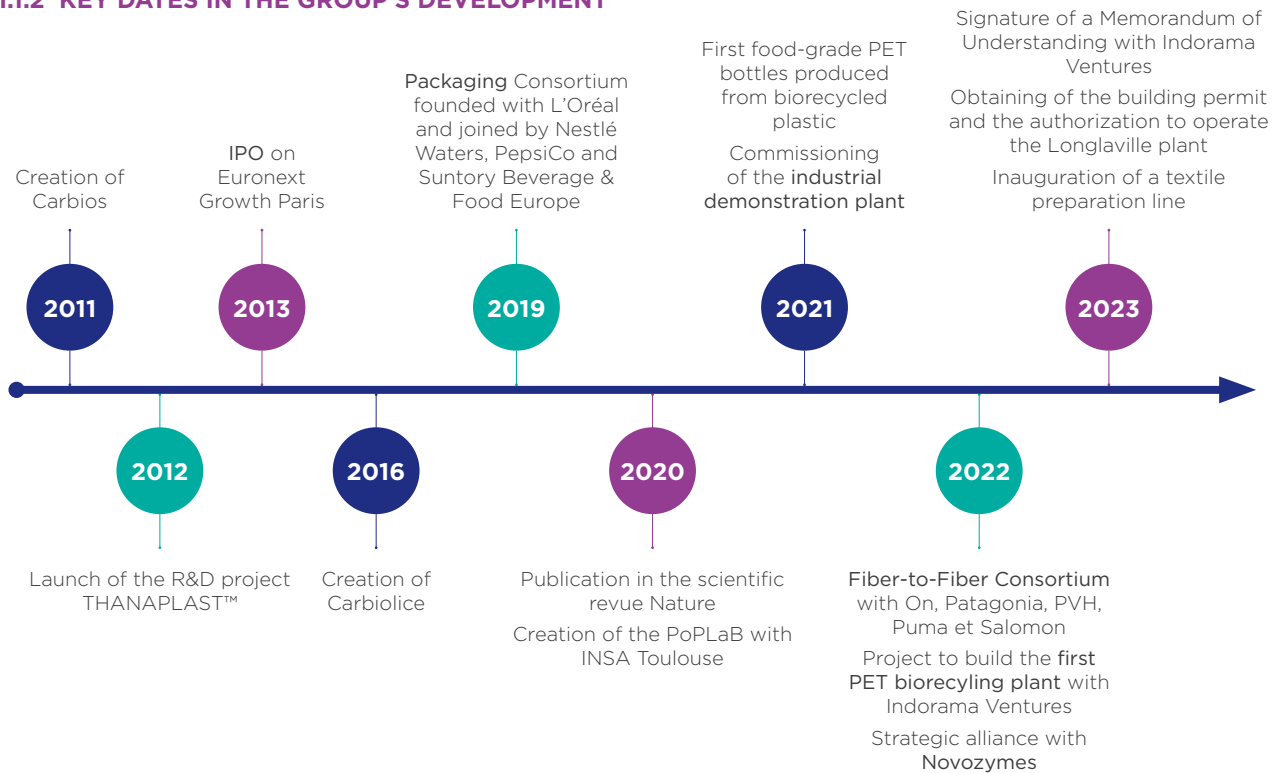 1.1.2 KEY DATES IN THE GROUP'S DEVELOPMENT
Creation of
Carbios
2011
Launch of the R&D project
THANAPLAST™
2012
IPO on
Euronext
Growth Paris
2013
Creation of
Carbiolice
2016
Packaging Consortium
founded with L'Oréal
and joined by Nestlé
Waters, PepsiCo and
Suntory Beverage &
Food Europe
2019
2020
Publication in the scientific
revue Nature
Creation of the PoPLaB with
INSA Toulouse
First food-grade PET
bottles produced
from biorecycled
plastic
Commissioning
of the industrial
demonstration plant
2021
2022
Fiber-to-Fiber Consortium
with On, Patagonia, PVH,
Puma et Salomon
Project to build the first
PET biorecyling plant with
Indorama Ventures
Strategic alliance with
Novozymes
Signature of a Memorandum of
Understanding with Indorama
Ventures
Obtaining of the building permit
and the authorization to operate
the Longlaville plant
Inauguration of a textile
preparation line
2023